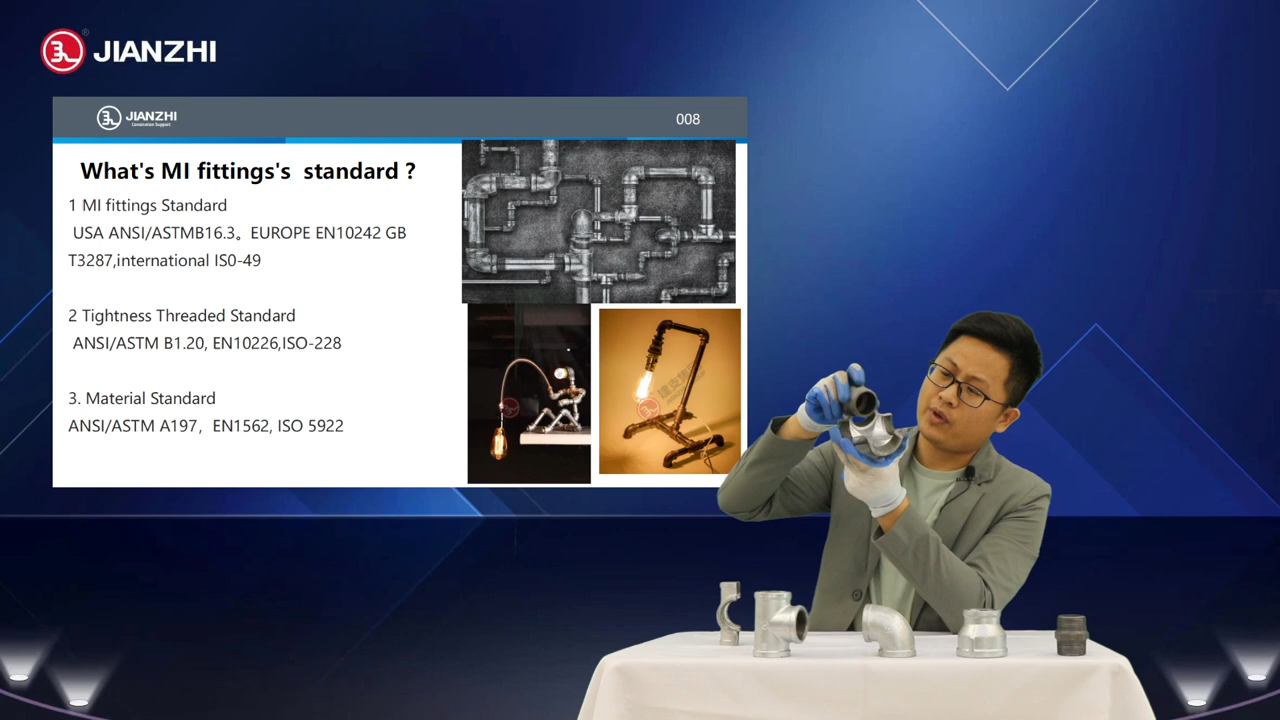 JIANZHI
JIANZHI
Construction Support
008
What's MI fittings's standard ?
1 MI fittings Standard
USA ANSI/ASTMB16.3。EUROPE EN10242 GB
T3287,international IS0-49
2 Tightness Threaded Standard
ANSI/ASTM B1.20, EN10226,ISO-228
3. Material Standard
ANSI/ASTM A197，EN1562, ISO 5922